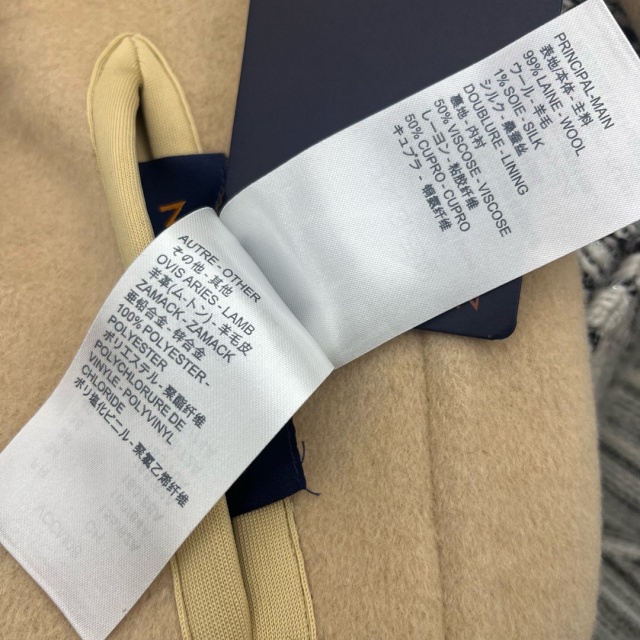 PRINCIPAL-MAIN
表地/本体 - 主料
99% LAINE - WOOL
ウール - 羊毛
1% SOIE - SILK
シルク - 桑蚕丝
DOUBLURE - LINING
裏地 - 内衬
50% VISCOSE - VISCOSE
レーヨン - 粘胶纤维
50% CUPRO - CUPRO
キュプラ - 铜氨纤维
AUTRE - OTHER
その他 - 其他
OVIS ARIES - LAMB
羊革(ム.トン) - 羊毛皮
ZAMACK - ZAMACK
亜鉛合金 - 锌合金
100% POLYESTER -
POLYESTER
ポリエステル - 聚酯纤维
POLYCHLORURE DE
VINYLE - POLYVINYL
CHLORIDE
ポリ塩化ビニール - 聚氯乙烯纤维